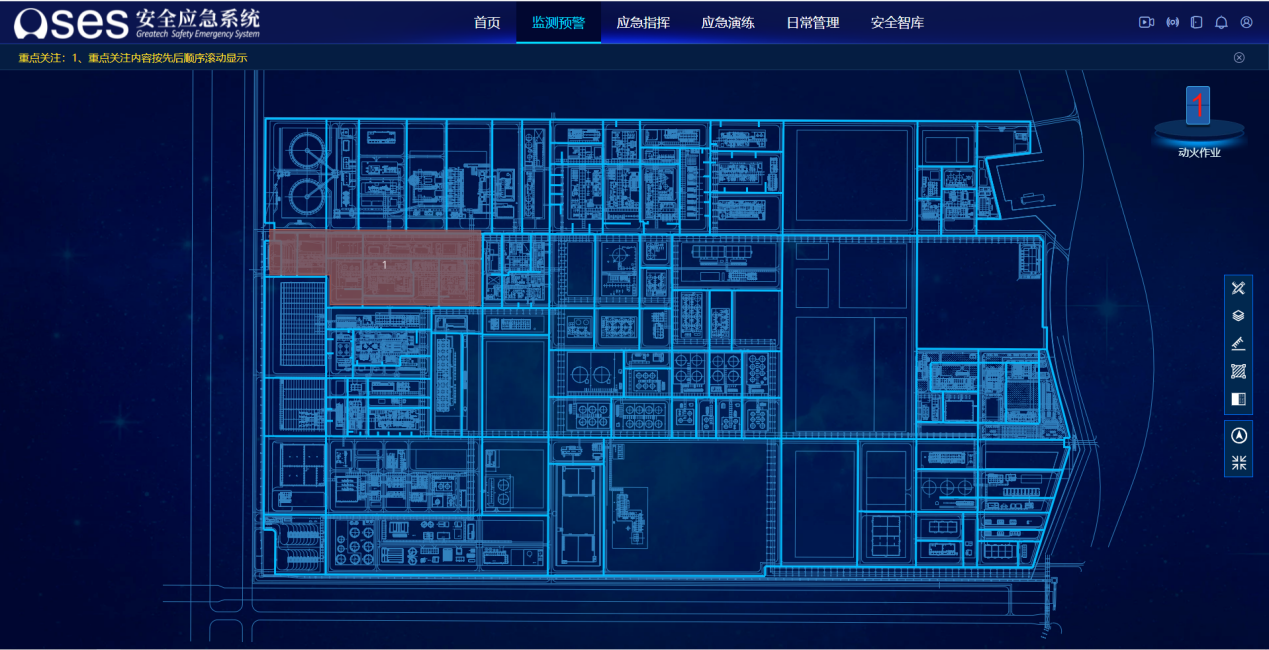 OSES 安全应急系统
Greatech Safety Emergency System
首页 监测预警 应急指挥 应急演练 日常管理 安全智库
重点关注：1、重点关注内容按先后顺序滚动显示
1
动火作业
1